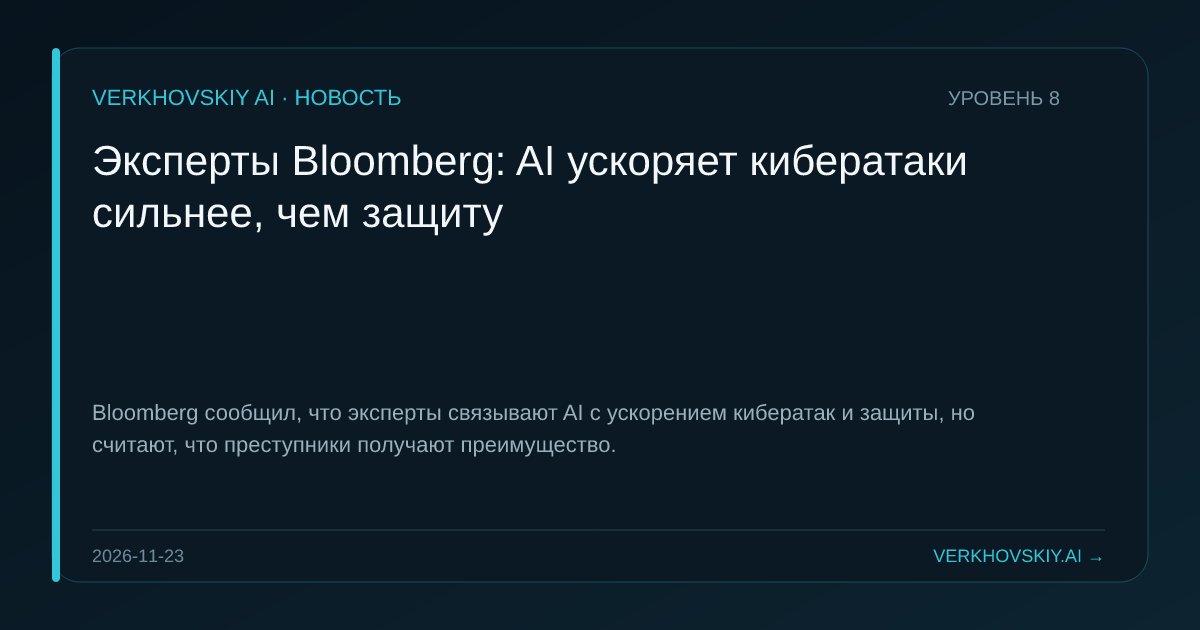 VERKHOVSKIY AI · НОВОСТЬ
УРОВЕНЬ 8
Эксперты Bloomberg: AI ускоряет кибератаки
сильнее, чем защиту
Bloomberg сообщил, что эксперты связывают AI с ускорением кибератак и защиты, но
считают, что преступники получают преимущество.
2026-11-23
VERKHOVSKIY.AI →